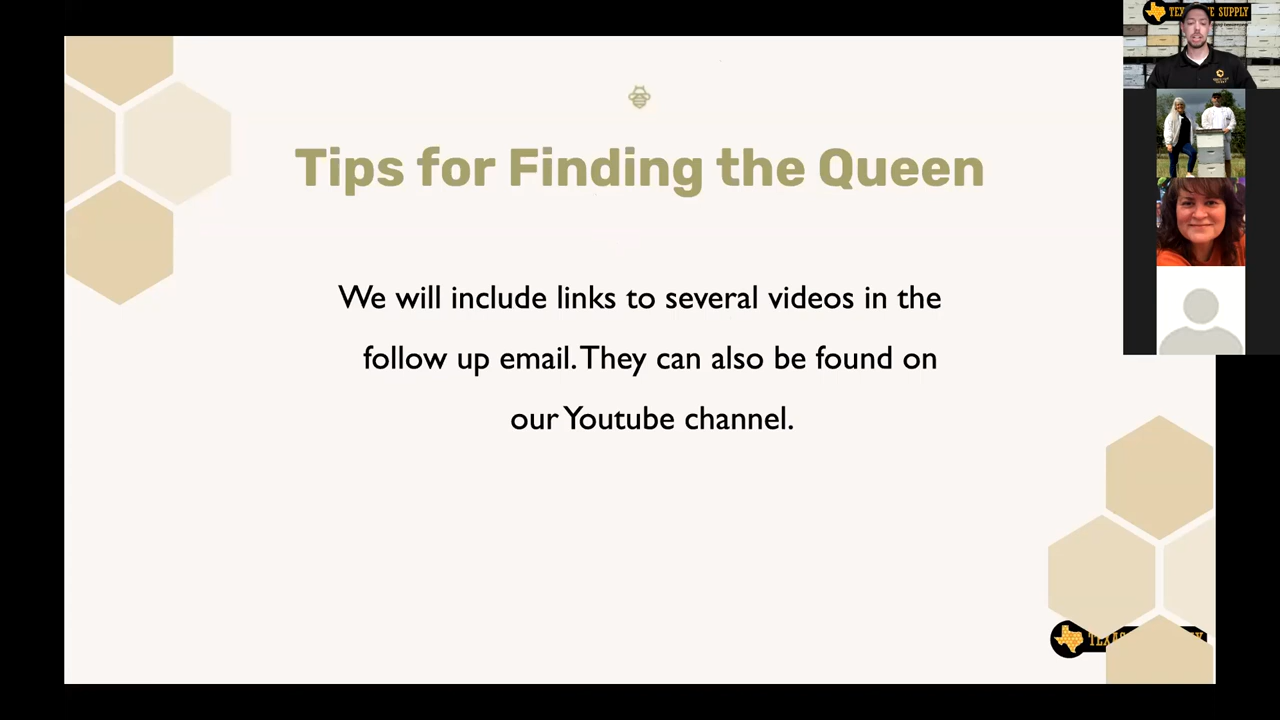 Tips for Finding the Queen
We will include links to several videos in the
follow up email. They can also be found on
our Youtube channel.